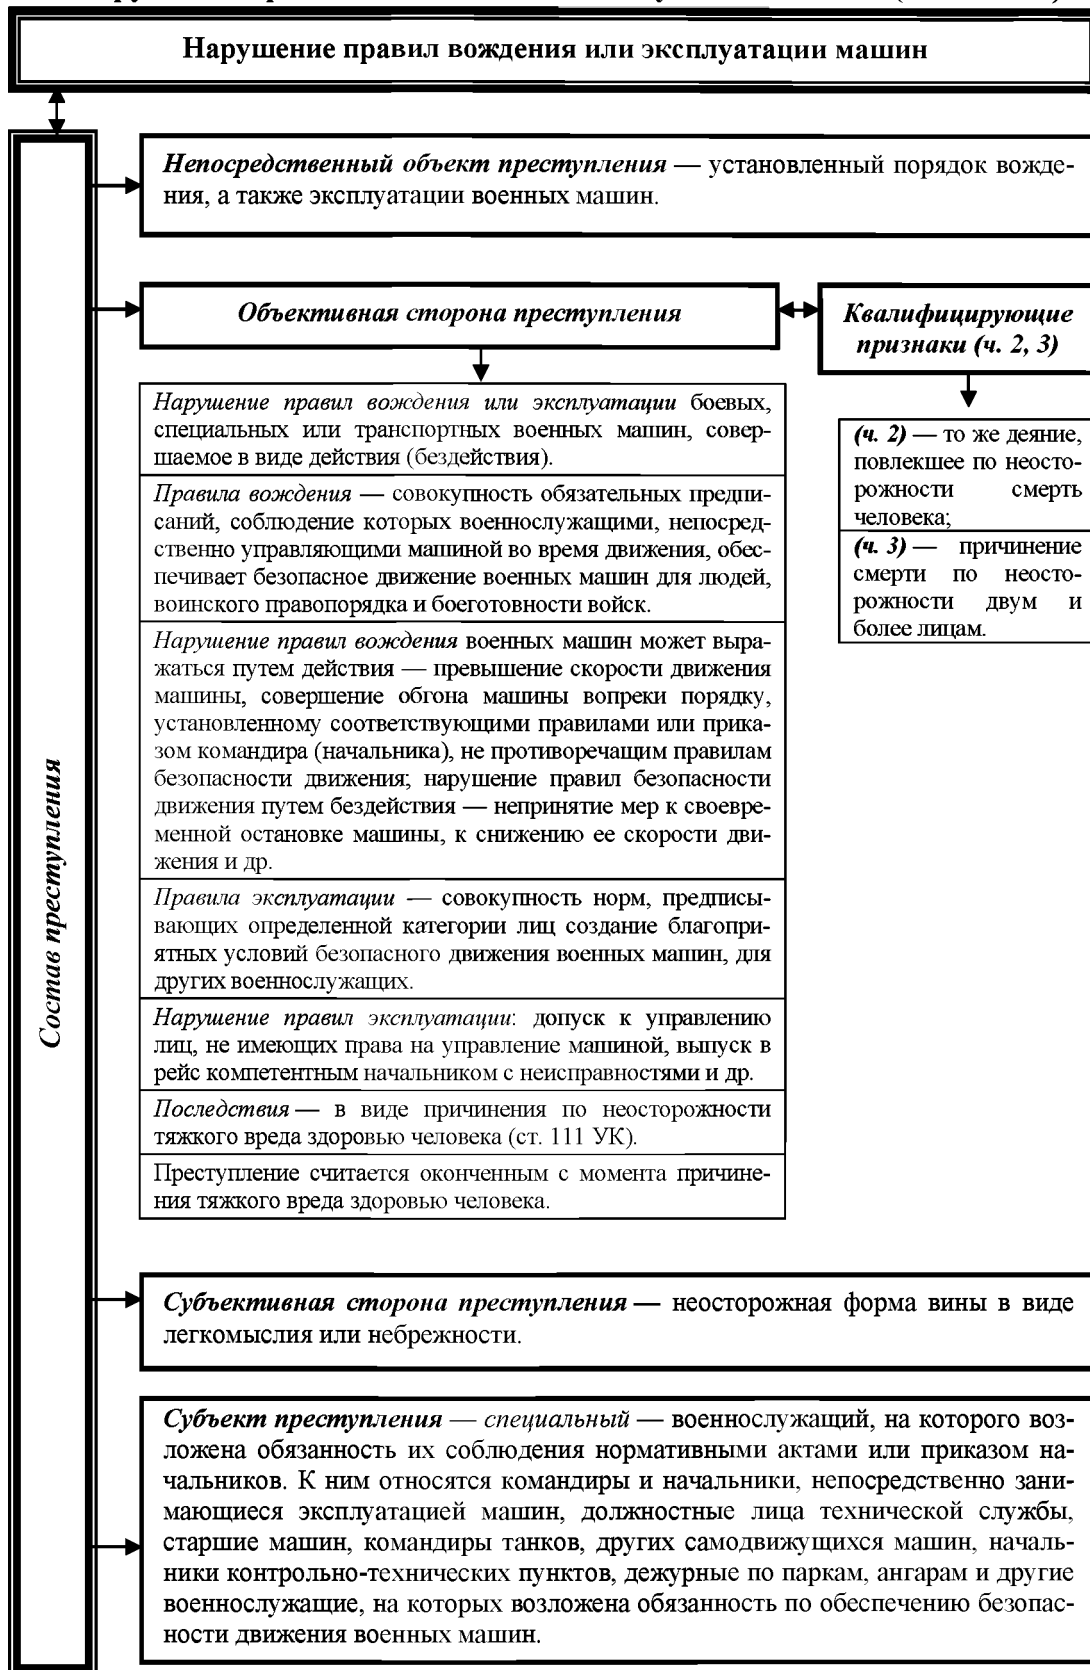 Нарушение правил вождения или эксплуатации машин
Непосредственный объект преступления — установленный порядок вожде-
ния, а также эксплуатации военных машин.
Объективная сторона преступления
Квалифицирующие
признаки (ч. 2, 3)
Нарушение правил вождения или эксплуатации боевых,
специальных или транспортных военных машин, совер-
шаемое в виде действия (бездействия).
Правила вождения — совокупность обязательных предпи-
саний, соблюдение которых военнослужащими, непосред-
ственно управляющими машиной во время движения, обес-
печивает безопасное движение военных машин для людей,
воинского правопорядка и боеготовности войск.
Нарушение правил вождения военных машин может выра-
жаться путем действия — превышение скорости движения
машины, совершение обгона машины вопреки порядку,
установленному соответствующими правилами или прика-
зом командира (начальника), не противоречащим правилам
безопасности движения; нарушение правил безопасности
движения путем бездействия — непринятие мер к своевре-
менной остановке машины, к снижению ее скорости дви-
жения и др.
Правила эксплуатации — совокупность норм, предписы-
вающих определенной категории лиц создание благопри-
ятных условий безопасного движения военных машин, для
других военнослужащих.
Нарушение правил эксплуатации: допуск к управлению
лиц, не имеющих права на управление машиной, выпуск в
рейс компетентным начальником с неисправностями и др.
Последствия — в виде причинения по неосторожности
тяжкого вреда здоровью человека (ст. 111 УК).
Преступление считается оконченным с момента причине-
ния тяжкого вреда здоровью человека.
(ч. 2) — то же деяние,
повлекшее по неосто-
рожности смерть
человека;
(ч. 3) — причинение
смерти по неосто-
рожности двум и
более лицам.
Состав преступления
Субъективная сторона преступления — неосторожная форма вины в виде
легкомыслия или небрежности.
Субъект преступления — специальный — военнослужащий, на которого воз-
ложена обязанность их соблюдения нормативными актами или приказом на-
чальников. К ним относятся командиры и начальники, непосредственно зани-
мающиеся эксплуатацией машин, должностные лица технической службы,
старшие машин, командиры танков, других самодвижущихся машин, началь-
ники контрольно-технических пунктов, дежурные по паркам, ангарам и другие
военнослужащие, на которых возложена обязанность по обеспечению безопас-
ности движения военных машин.